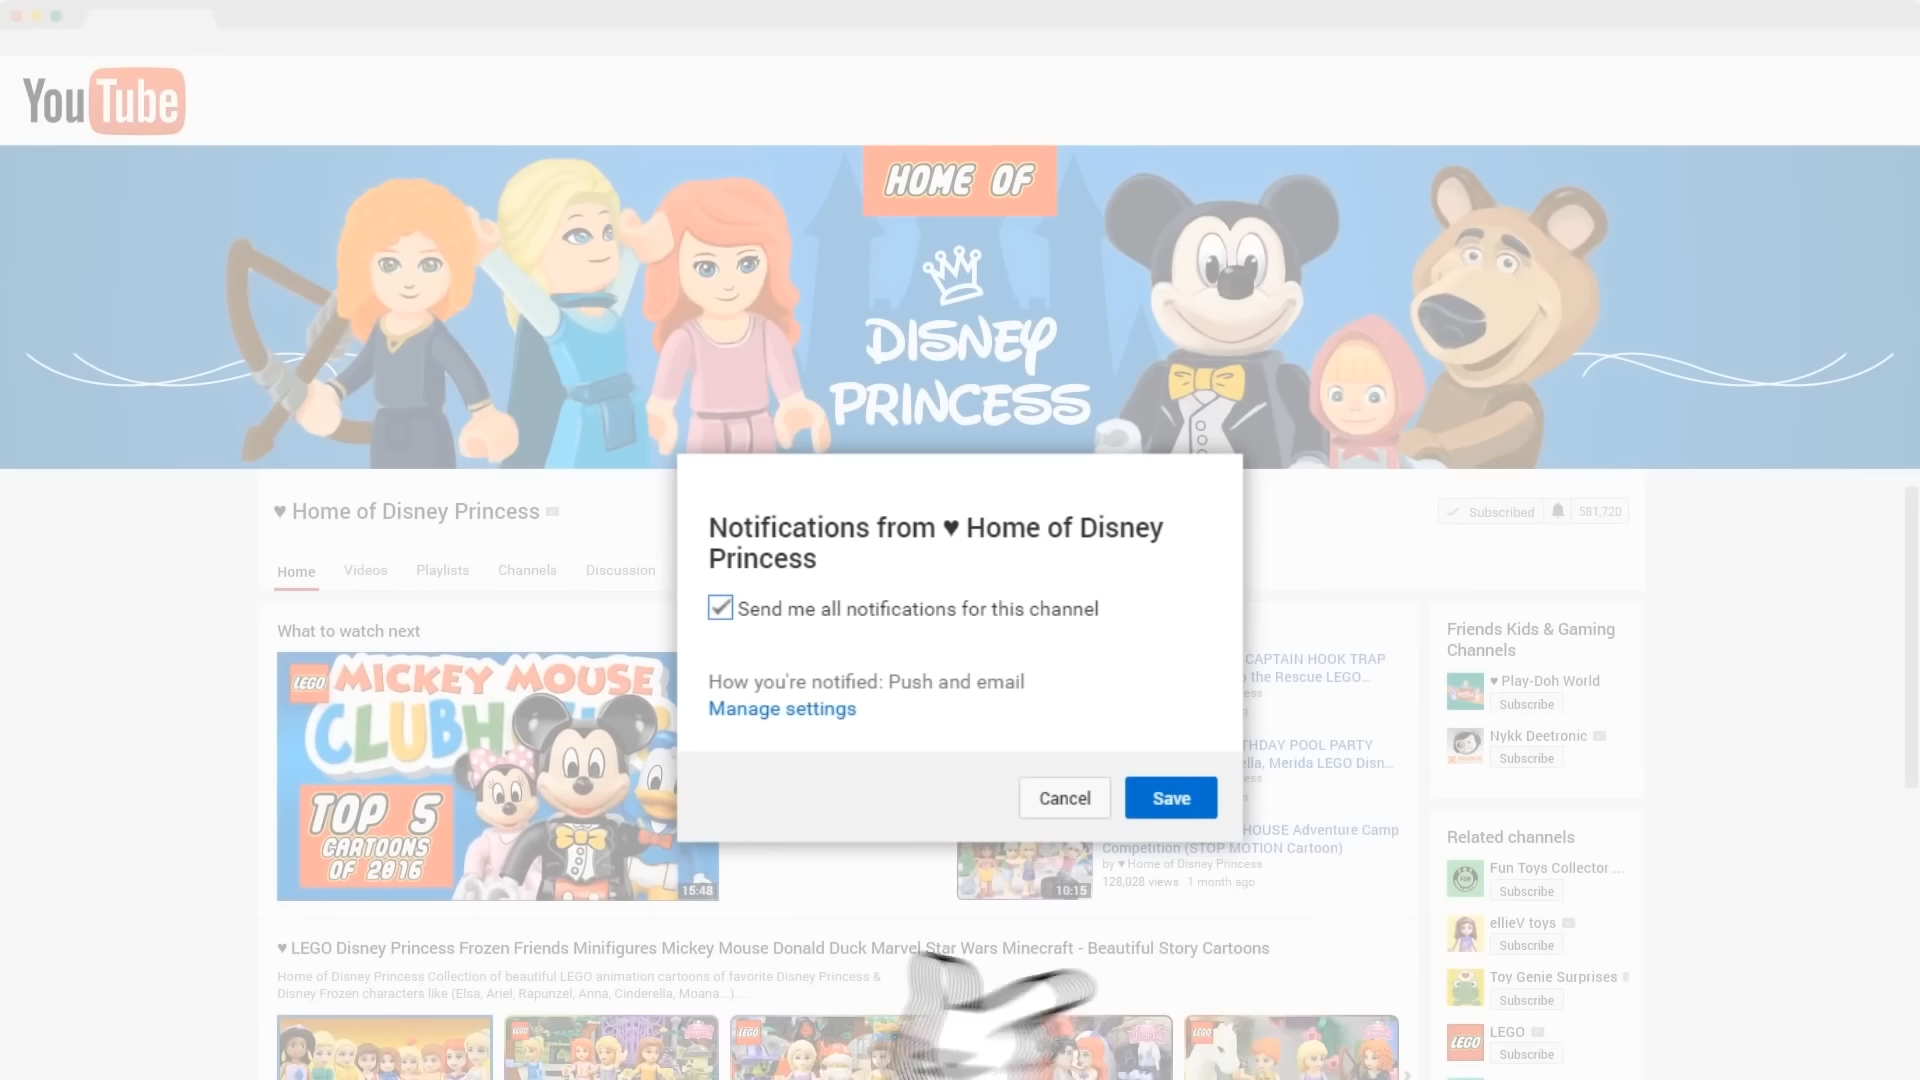 YouTube
HOME OF
DISNEY
PRINCESS
♥ Home of Disney Princess
Subscribed
581,720
Home
Videos
Playlists
Channels
Discussion
Notifications from ♥ Home of Disney
Princess
Send me all notifications for this channel
How you're notified: Push and email
Manage settings
Cancel
Save
What to watch next
LEGO
MICKEY MOUSE
TOP 5
CARTOONS
OF 2016
15:48
CAPTAIN HOOK TRAP
the Rescue LEGO...
POOL PARTY
Merida LEGO Disn...
Adventure Camp
Competition (STOP MOTION Cartoon)
by ♥ Home of Disney Princess
128,028 views 1 month ago
10:15
♥ LEGO Disney Princess Frozen Friends Minifigures Mickey Mouse Donald Duck Marvel Star Wars Minecraft - Beautiful Story Cartoons
Home of Disney Princess Collection of beautiful LEGO animation cartoons of favorite Disney Princess &
Disney Frozen characters like (Elsa, Ariel, Rapunzel, Anna, Cinderella, Moana...)....
LEGO
LEGO
LEGO
Friends Kids & Gaming
Channels
♥ Play-Doh World
Subscribe
Nykk Deetronic
Subscribe
Related channels
Fun Toys Collector ...
Subscribe
ellieV toys
Subscribe
Toy Genie Surprises
Subscribe
LEGO
LEGO
Subscribe